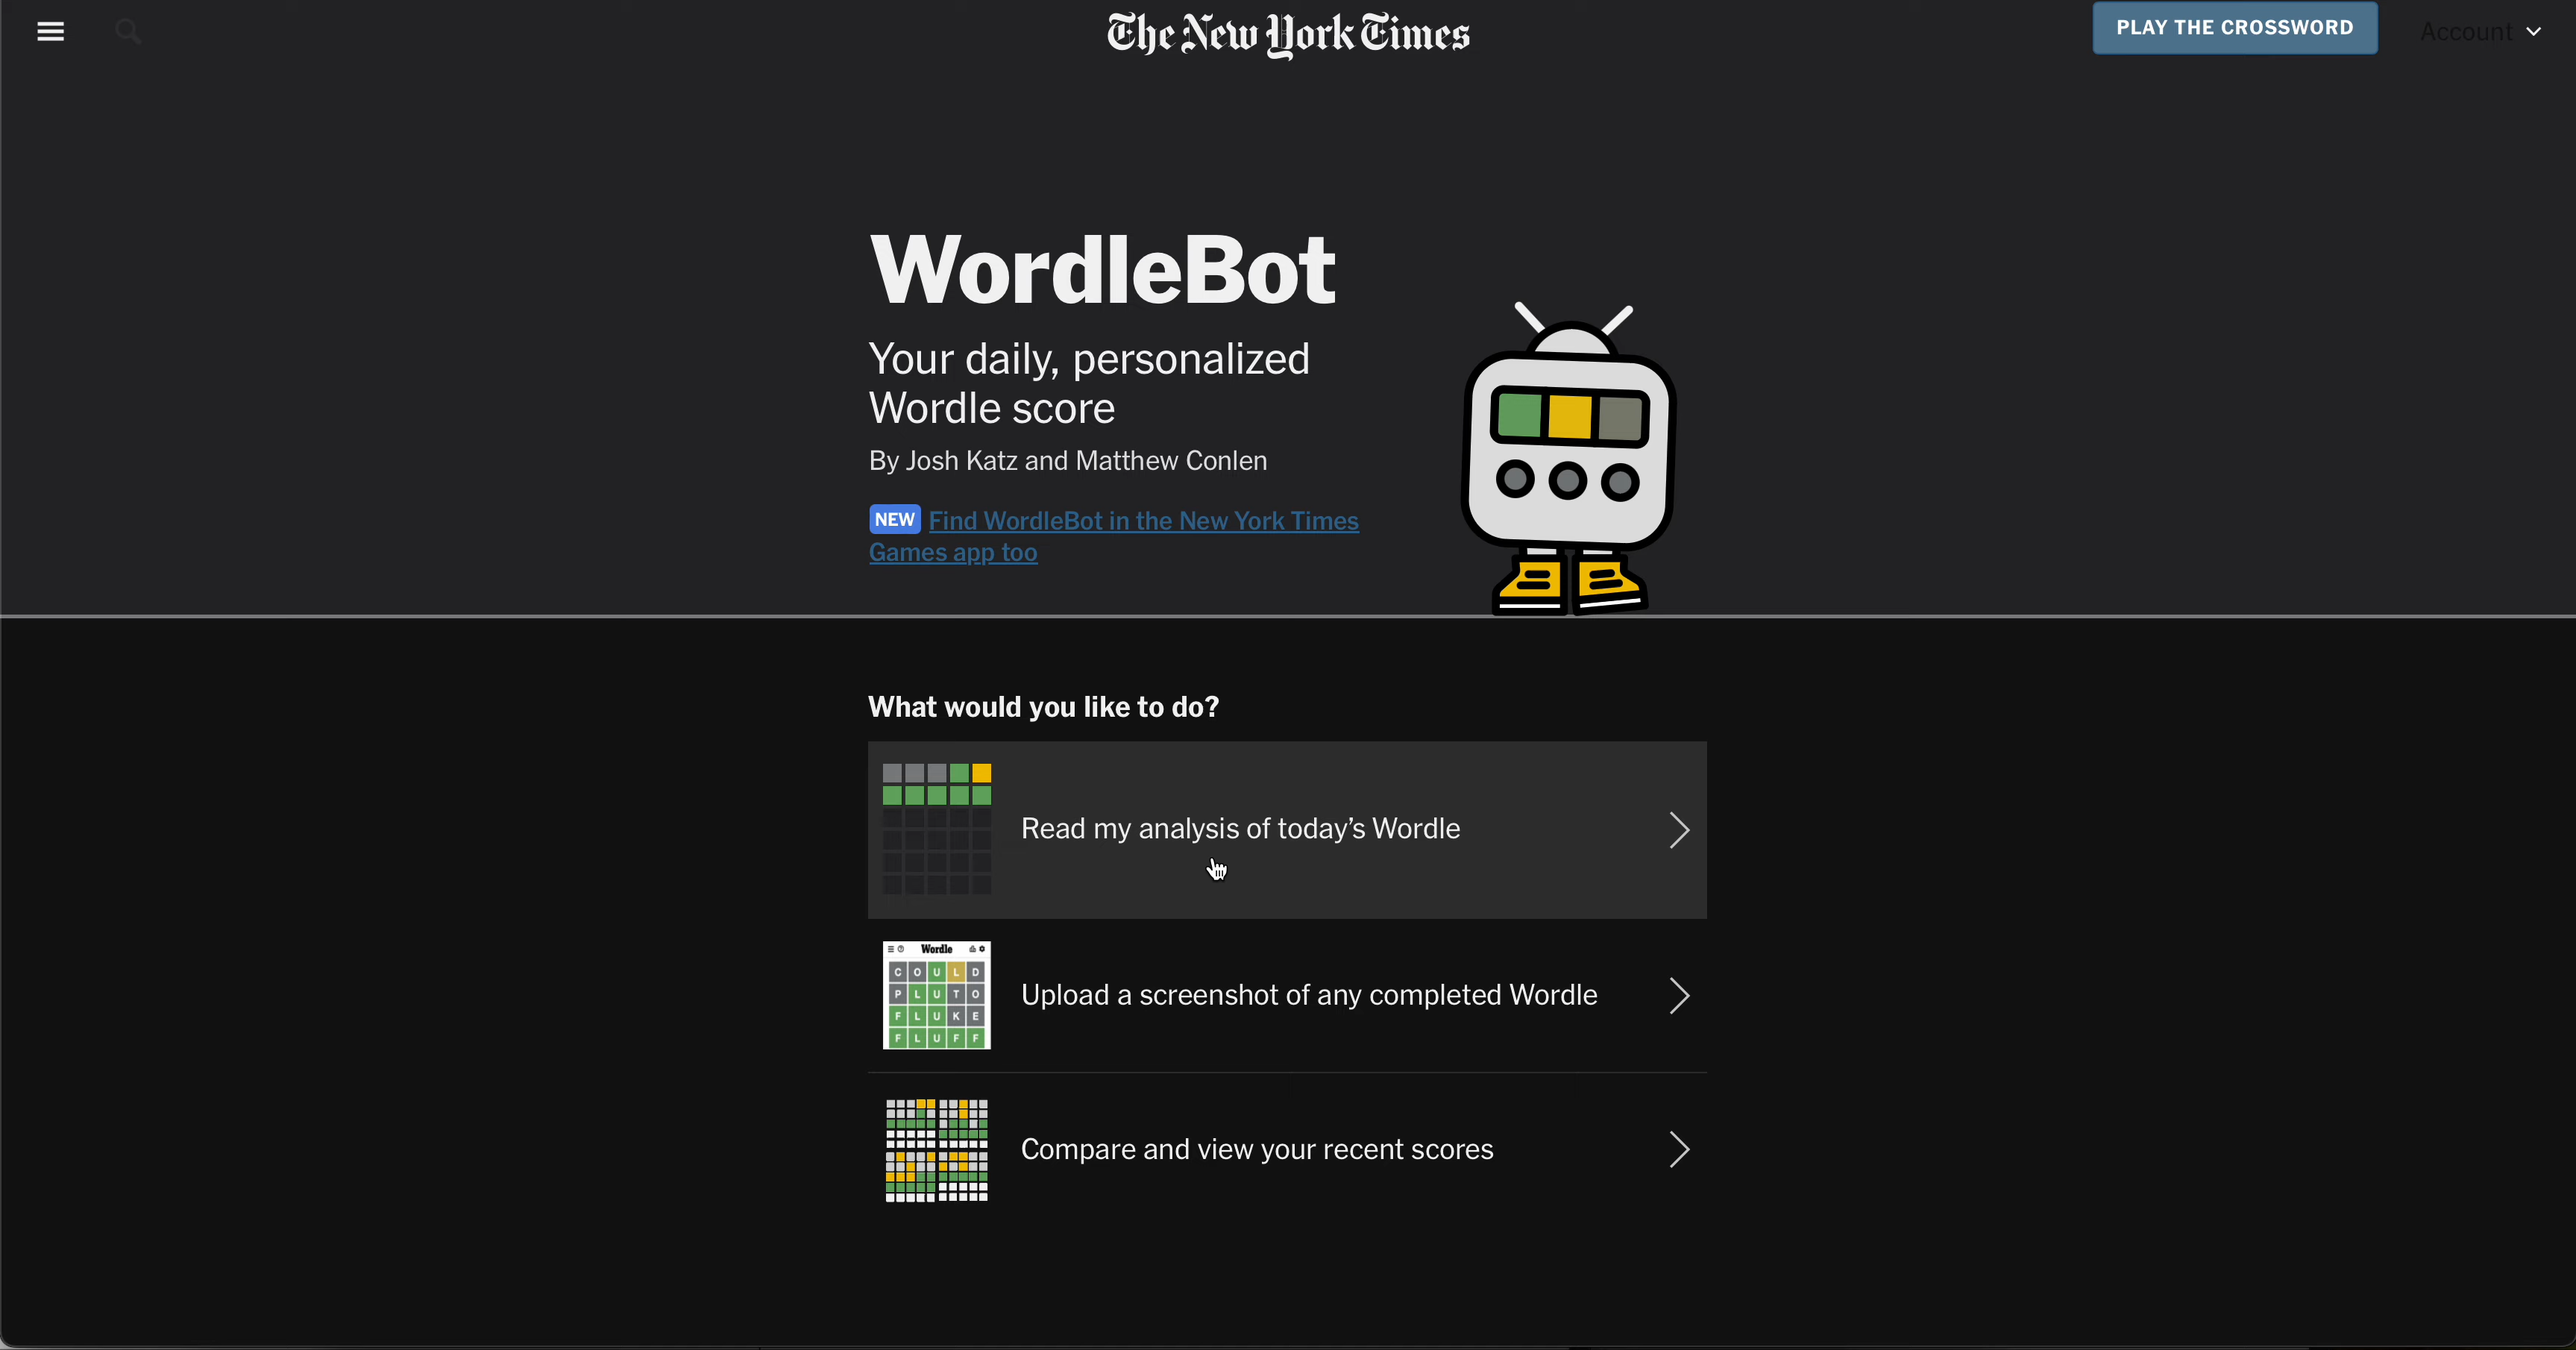 The New York Times
PLAY THE CROSSWORD
Account
WordleBot
Your daily, personalized
Wordle score
By Josh Katz and Matthew Conlen
NEW Find WordleBot in the New York Times
Games app too
What would you like to do?
Read my analysis of today’s Wordle
Wordle
C O U L D
P L U T O
F L U K E
F L U F F
Upload a screenshot of any completed Wordle
Compare and view your recent scores